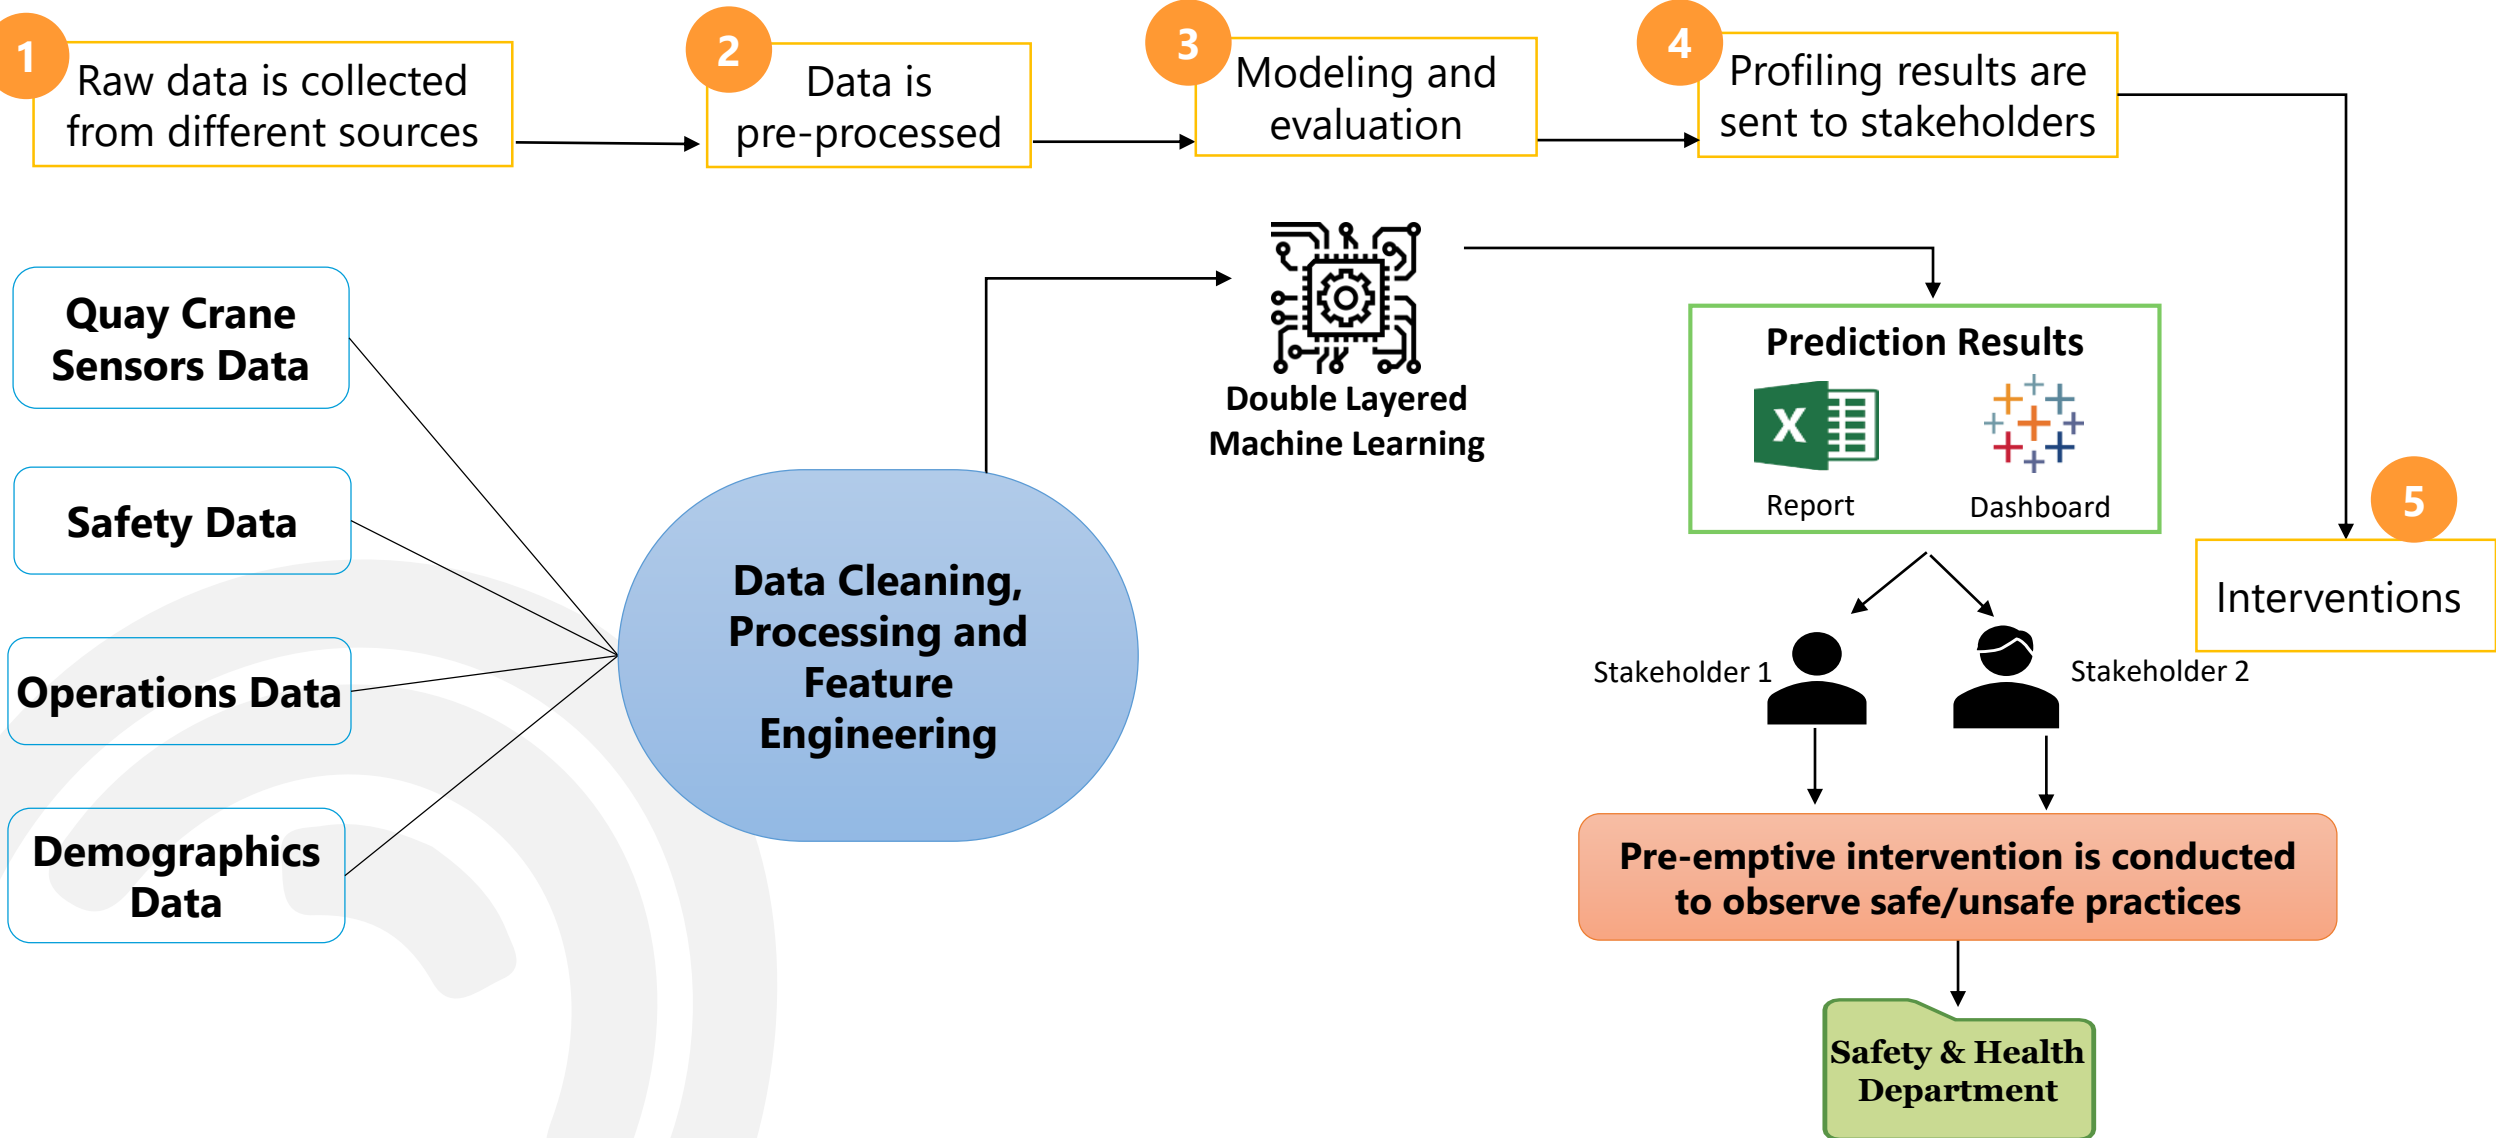 1
Raw data is collected
from different sources
2
Data is
pre-processed
3
Modeling and
evaluation
4
Profiling results are
sent to stakeholders
Quay Crane
Sensors Data
Safety Data
Operations Data
Demographics
Data
Data Cleaning,
Processing and
Feature
Engineering
Double Layered
Machine Learning
Prediction Results
X
Report
Dashboard
5
Interventions
Stakeholder 1
Stakeholder 2
Pre-emptive intervention is conducted
to observe safe/unsafe practices
Safety & Health
Department